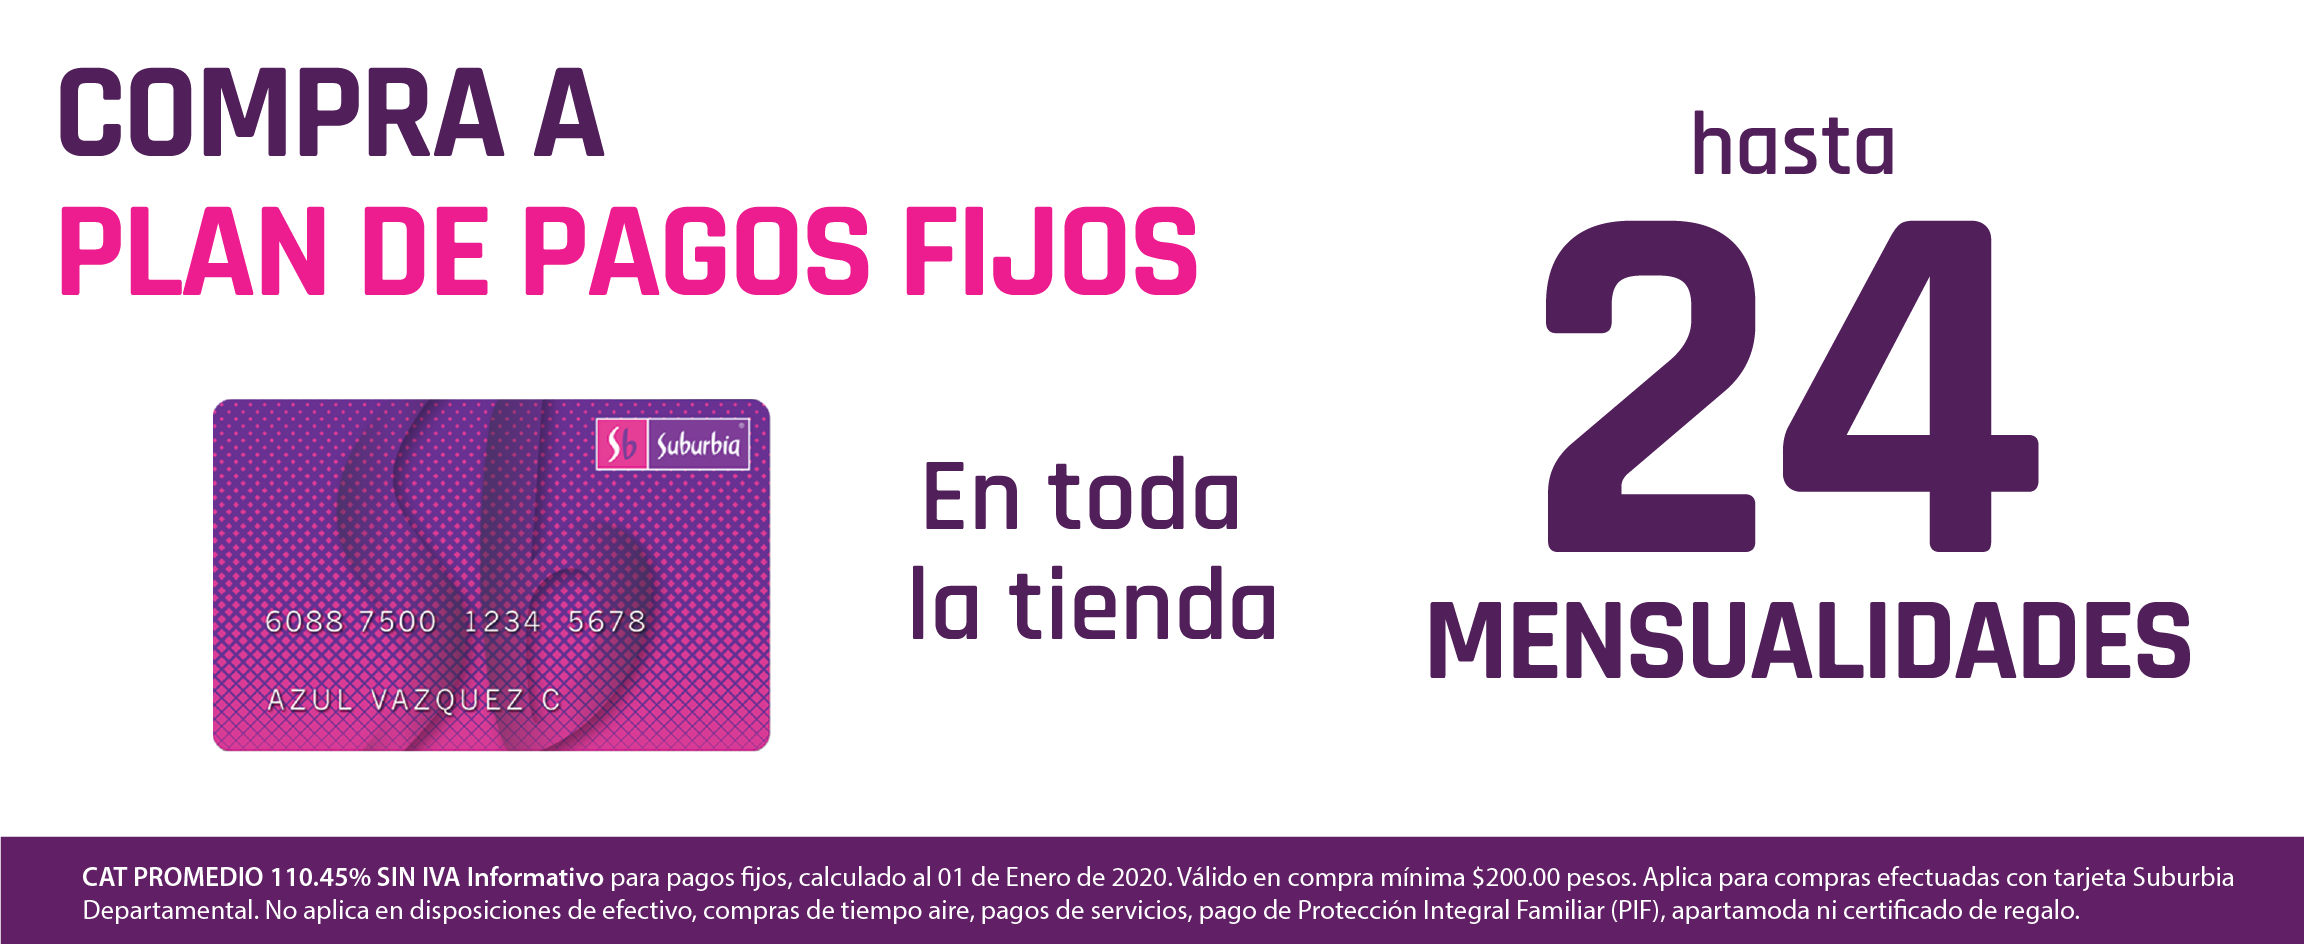 COMPRA A
PLAN DE PAGOS FIJOS
Sb Suburbia®
6088 7500 1234 5678
AZUL VAZQUEZ C
En toda
la tienda
hasta
24
MENSUALIDADES
CAT PROMEDIO 110.45% SIN IVA Informativo para pagos fijos, calculado al 01 de Enero de 2020. Válido en compra mínima $200.00 pesos. Aplica para compras efectuadas con tarjeta Suburbia
Departamental. No aplica en disposiciones de efectivo, compras de tiempo aire, pagos de servicios, pago de Protección Integral Familiar (PIF), apartamoda ni certificado de regalo.